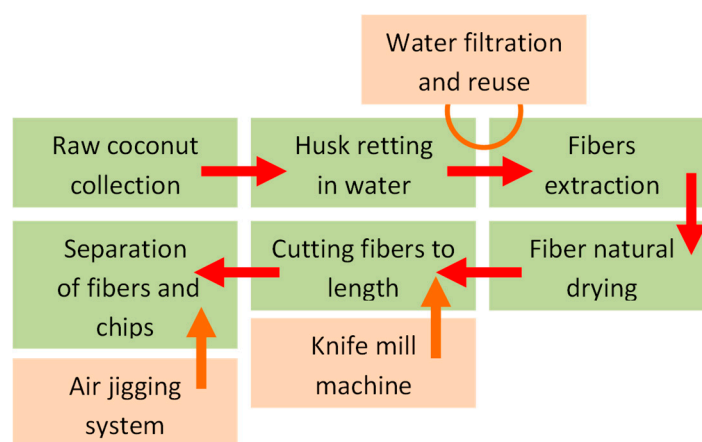 Water filtration
and reuse
Raw coconut
collection
Husk retting
in water
Fibers
extraction
Separation
of fibers and
chips
Cutting fibers to
length
Fiber natural
drying
Knife mill
machine
Air jigging
system